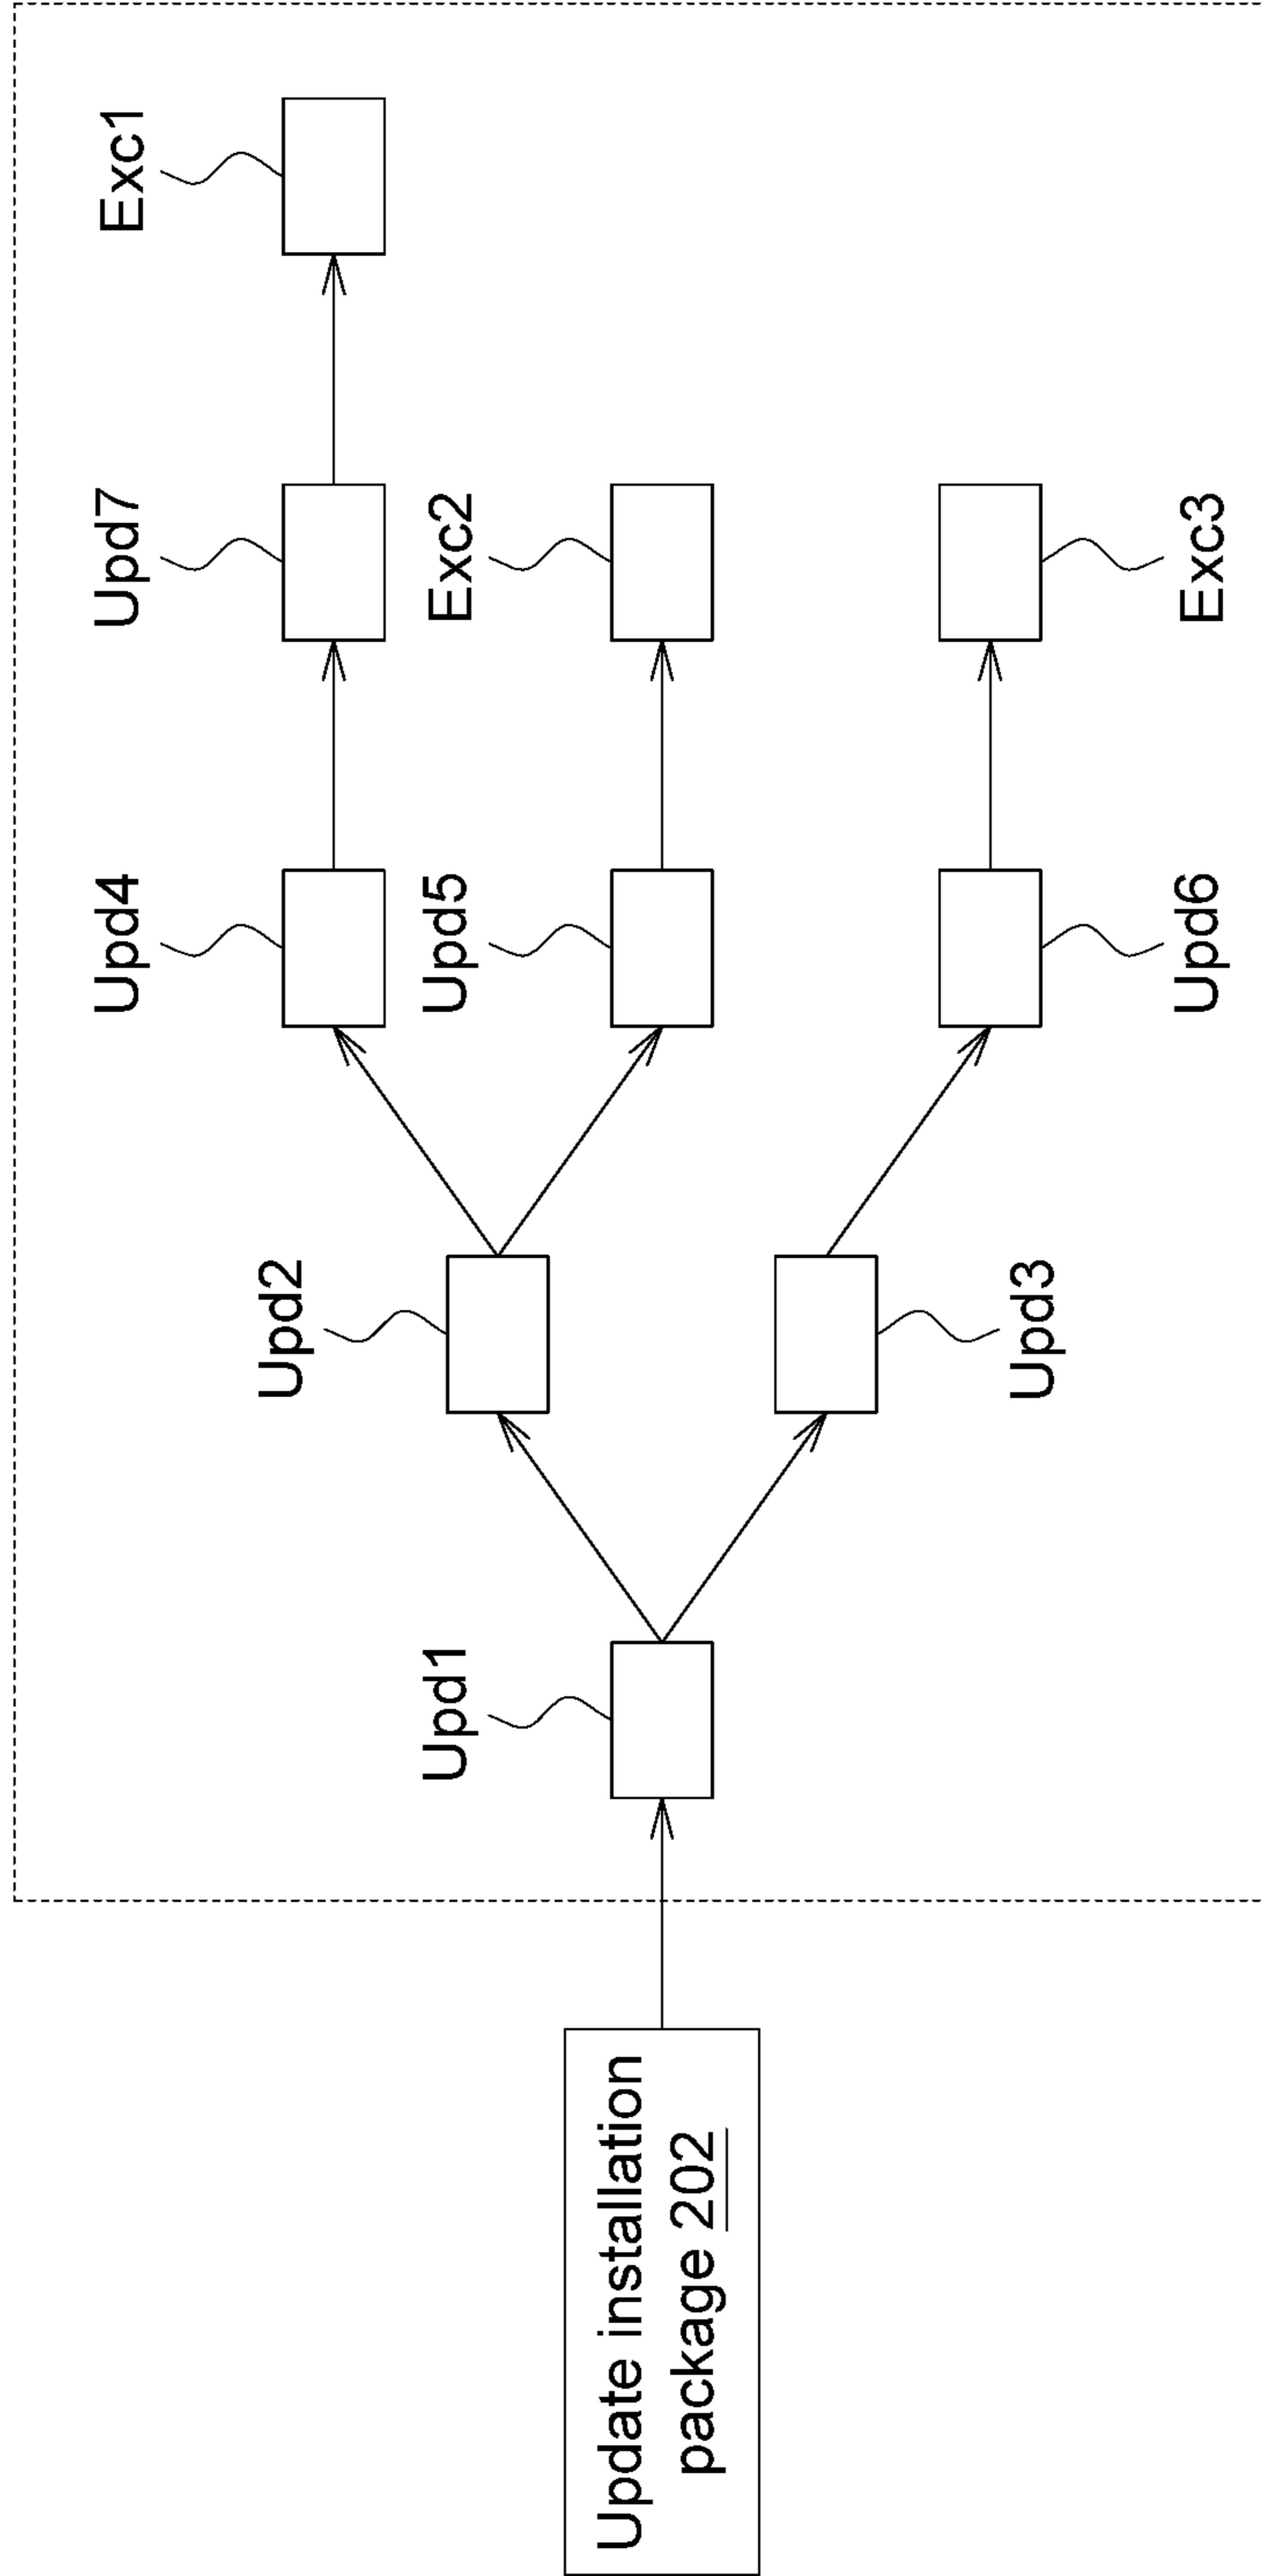 Update installation
package 202
Upd1
Upd2
Upd3
Upd4
Upd5
Upd6
Upd7
Exc2
Exc3
Exc1